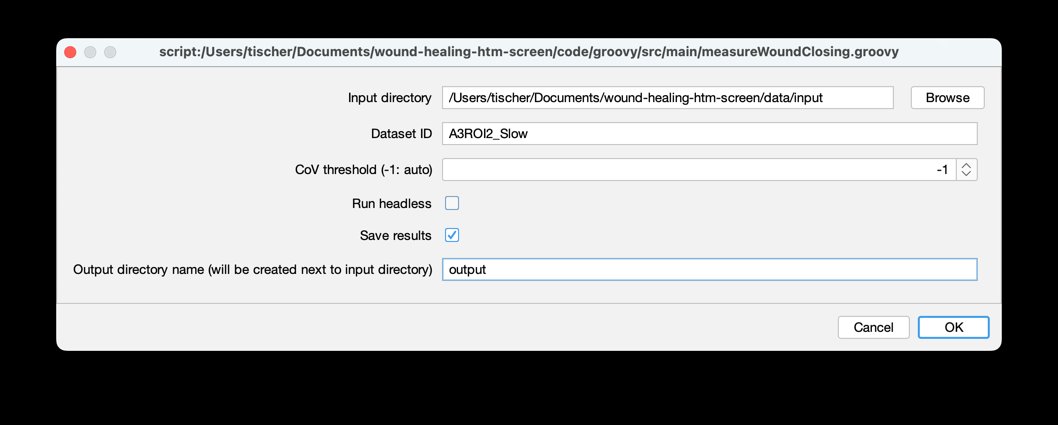 script:/Users/tischer/Documents/wound-healing-htm-screen/code/groovy/src/main/measureWoundClosing.groovy
Input directory /Users/tischer/Documents/wound-healing-htm-screen/data/input Browse
Dataset ID A3ROI2_Slow
CoV threshold (-1: auto) -1
Run headless
Save results
Output directory name (will be created next to input directory) output
Cancel OK